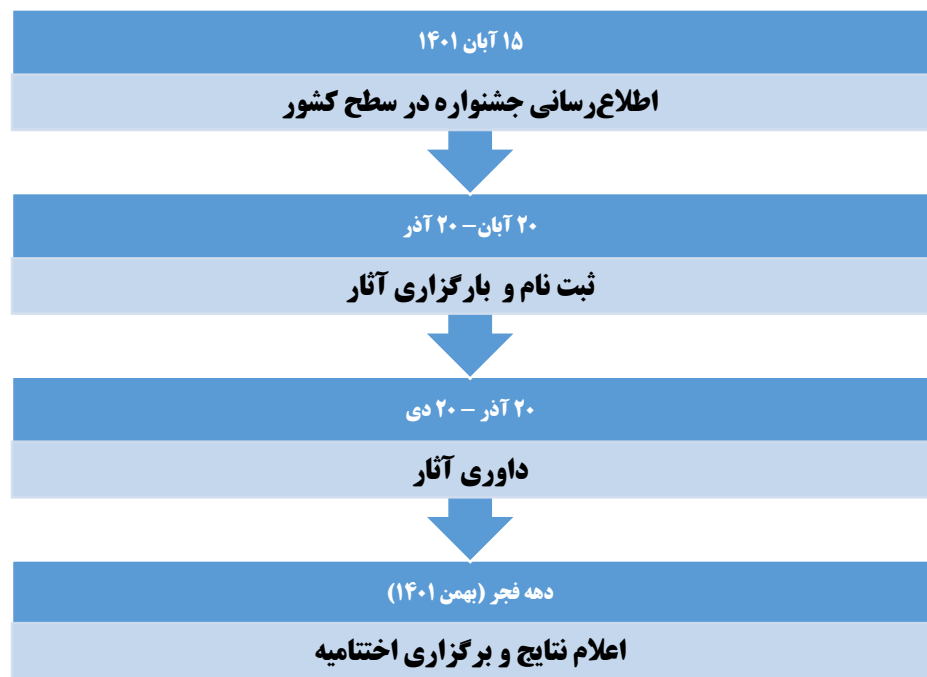 ۱۵ آبان ۱۴۰۱
اطلاع‌رسانی جشنواره در سطح کشور
۲۰ آبان– ۲۰ آذر
ثبت نام و بارگزاری آثار
۲۰ آذر – ۲۰ دی
داوری آثار
دهه فجر (بهمن ۱۴۰۱)
اعلام نتایج و برگزاری اختتامیه